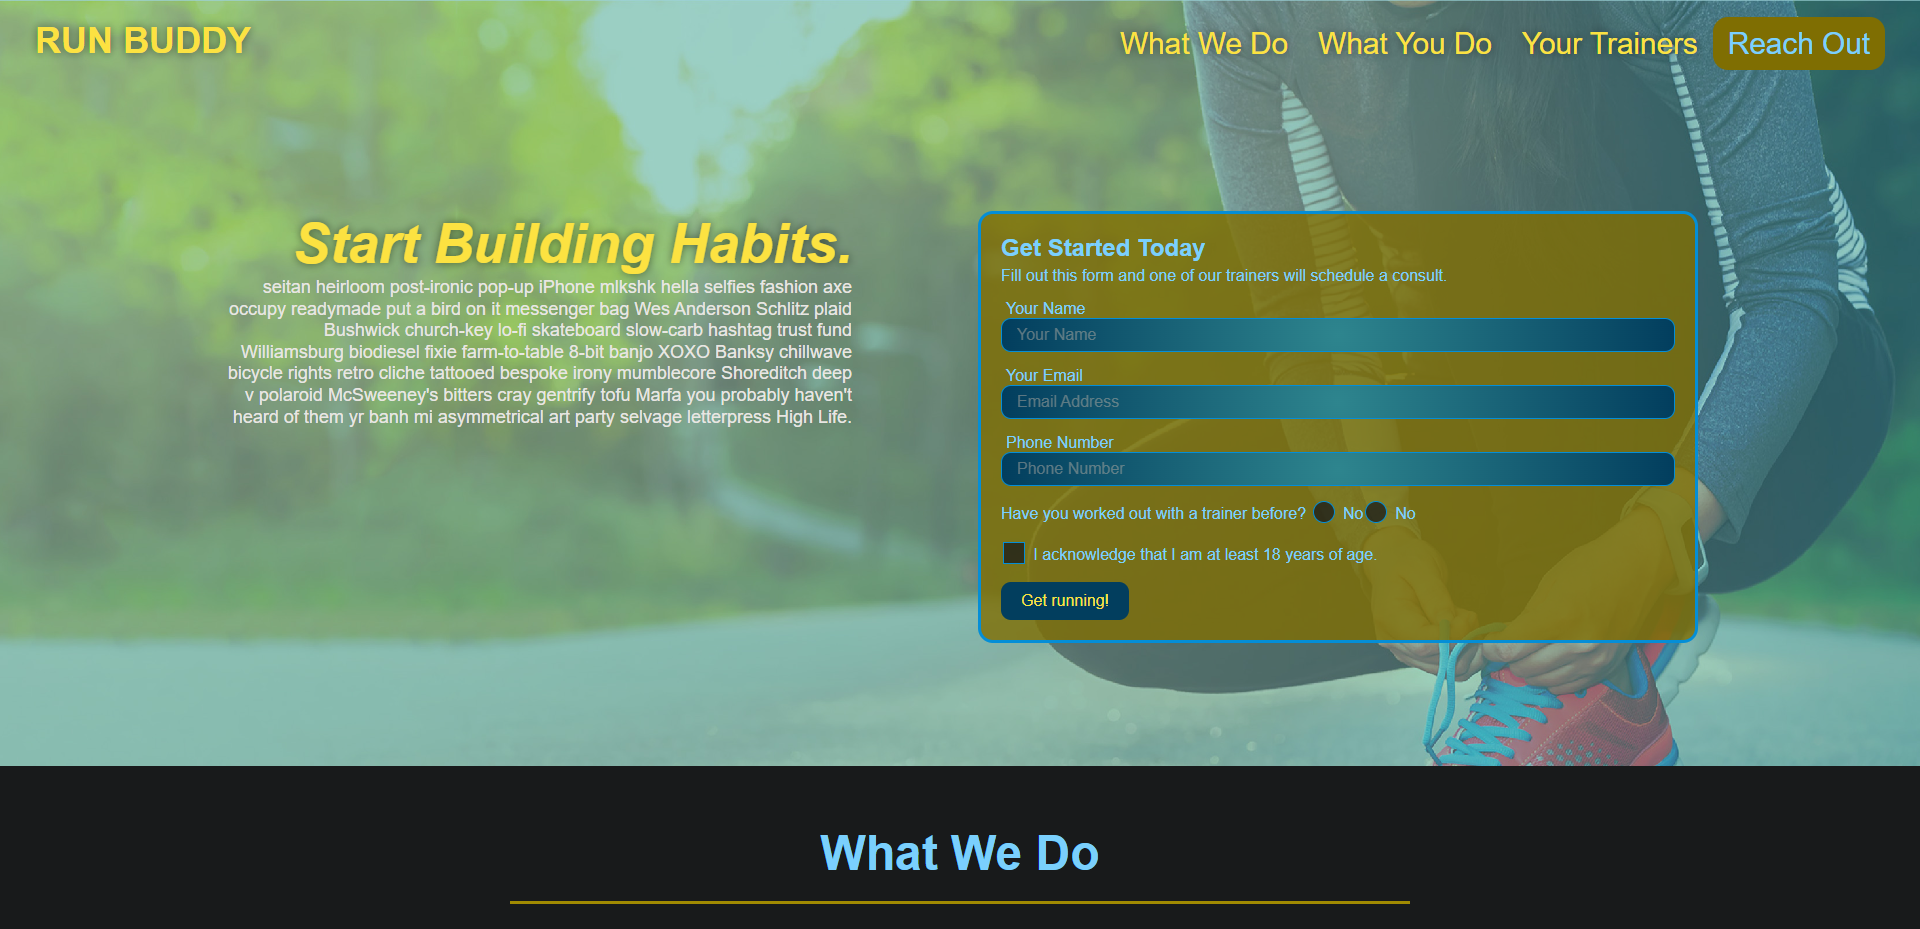 RUN BUDDY
What We Do
What You Do
Your Trainers
Reach Out
Start Building Habits.
seitan heirloom post-ironic pop-up iPhone mlkshk hella selfies fashion axe
occupy readymade put a bird on it messenger bag Wes Anderson Schlitz plaid
Bushwick church-key lo-fi skateboard slow-carb hashtag trust fund
Williamsburg biodiesel fixie farm-to-table 8-bit banjo XOXO Banksy chillwave
bicycle rights retro cliche tattooed bespoke irony mumblecore Shoreditch deep
v polaroid McSweeney's bitters cray gentrify tofu Marfa you probably haven't
heard of them yr banh mi asymmetrical art party selvage letterpress High Life.
Get Started Today
Fill out this form and one of our trainers will schedule a consult.
Your Name
Your Name
Your Email
Email Address
Phone Number
Phone Number
Have you worked out with a trainer before? No No
I acknowledge that I am at least 18 years of age.
Get running!
What We Do